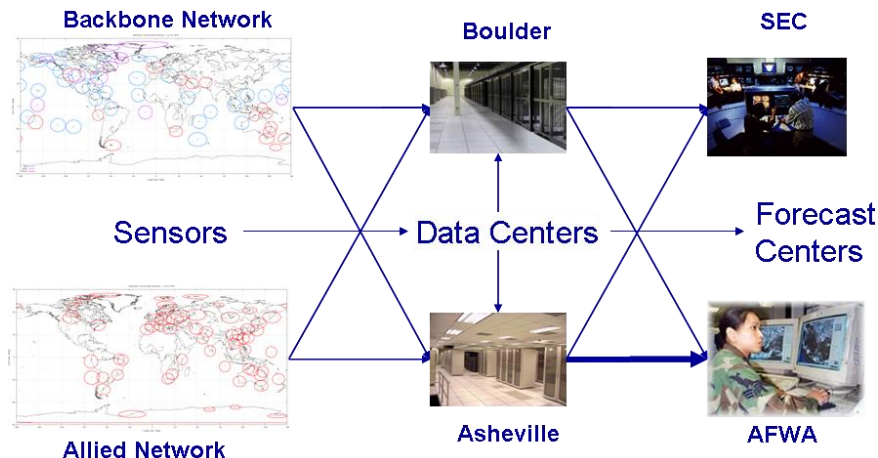 Backbone Network
Boulder
SEC
Sensors
Data Centers
Forecast
Centers
Allied Network
Asheville
AFWA